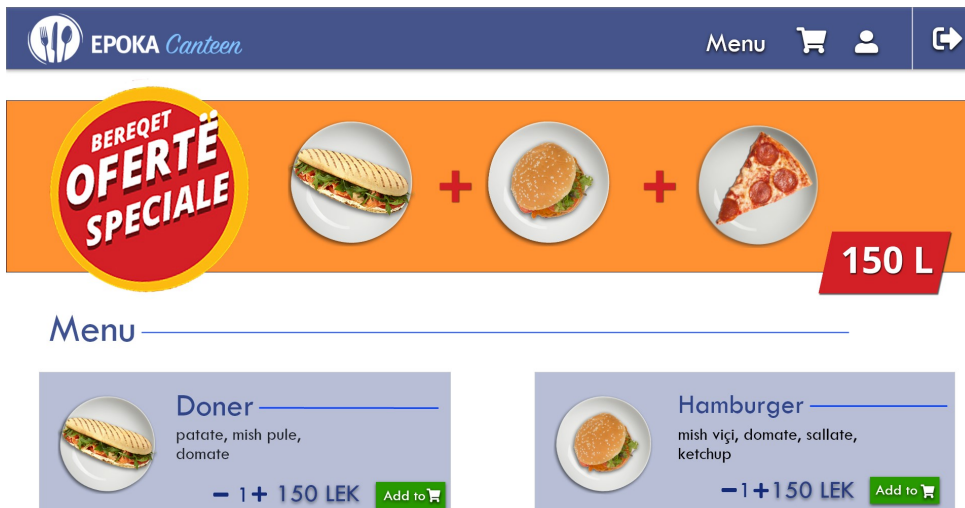 EPOKA Canteen
Menu
BEREQET
OFERTË
SPECIALE
150 L
Menu
Doner
patate, mish pule,
domate
- 1 + 150 LEK Add to
Hamburger
mish viçi, domate, sallate,
ketchup
- 1 + 150 LEK Add to